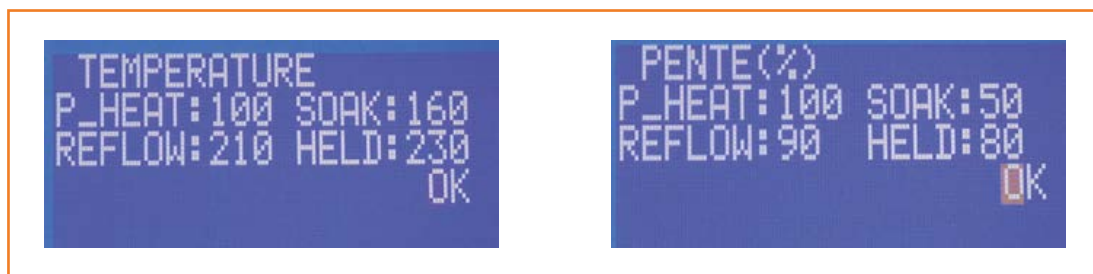 TEMPERATURE
P_HEAT:100 SOAK:160
REFLOW:210 HELD:230
OK
PENTE(%)
P_HEAT:100 SOAK:50
REFLOW:90 HELD:80
OK